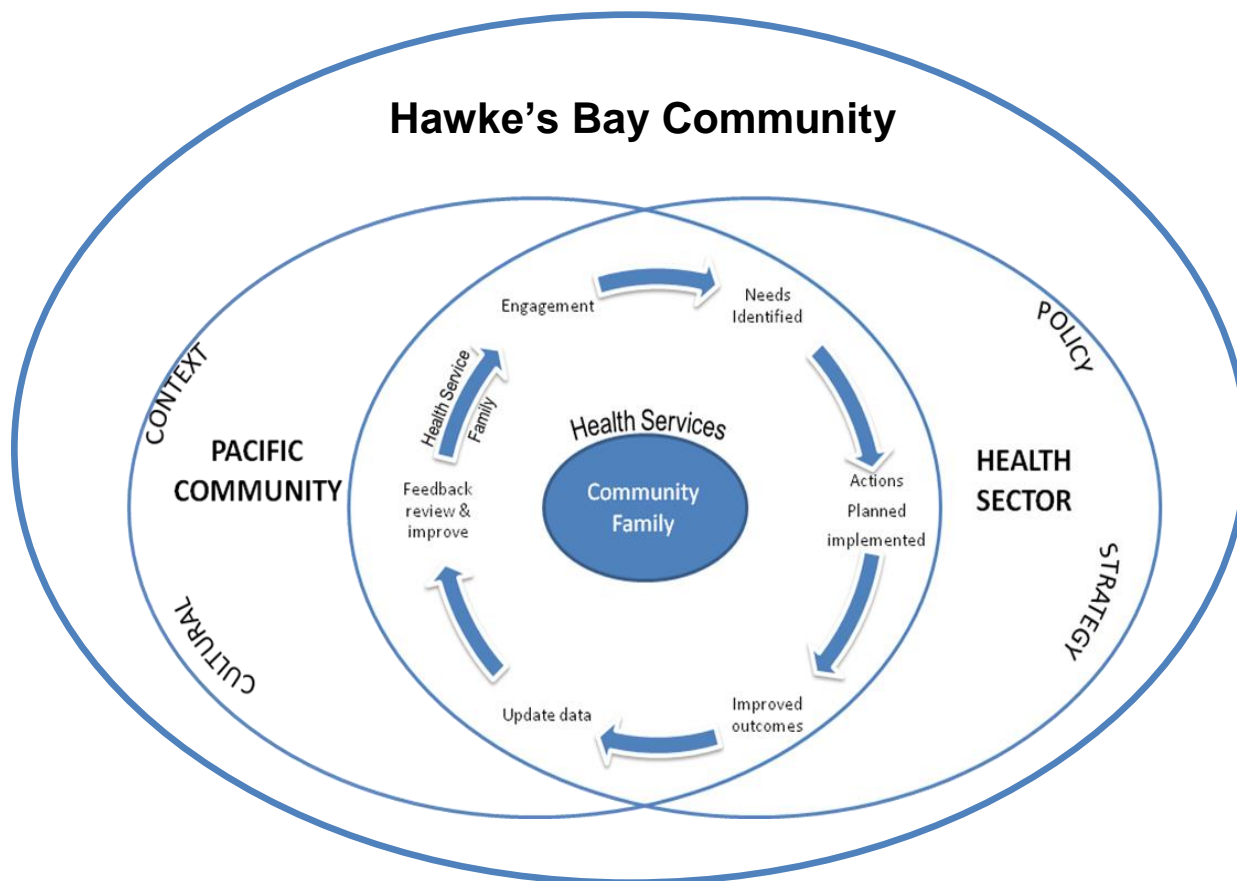 Hawke's Bay Community
CONTEXT
CULTURAL
PACIFIC
COMMUNITY
Engagement
Needs
Identified
Health Service
Family
Feedback
review &
improve
Health Services
Community
Family
Actions
Planned
implemented
Update data
Improved
outcomes
POLICY
HEALTH
SECTOR
STRATEGY